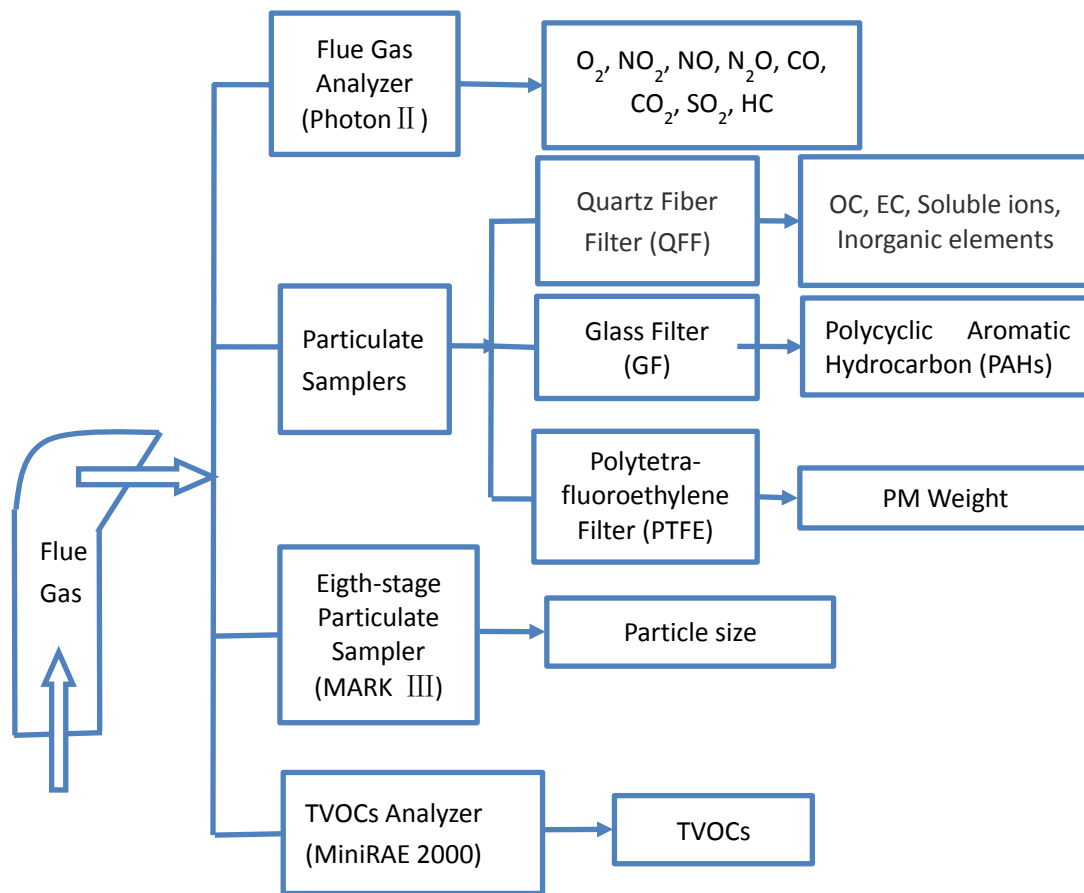 Flue Gas
Analyzer
(Photon Ⅱ)
O₂, NO₂, NO, N₂O, CO,
CO₂, SO₂, HC
Quartz Fiber
Filter (QFF)
OC, EC, Soluble ions,
Inorganic elements
Particulate
Samplers
Glass Filter
(GF)
Polycyclic Aromatic
Hydrocarbon (PAHs)
Polytetra-
fluoroethylene
Filter (PTFE)
PM Weight
Flue
Gas
Eigth-stage
Particulate
Sampler
(MARK Ⅲ)
Particle size
TVOCs Analyzer
(MiniRAE 2000)
TVOCs